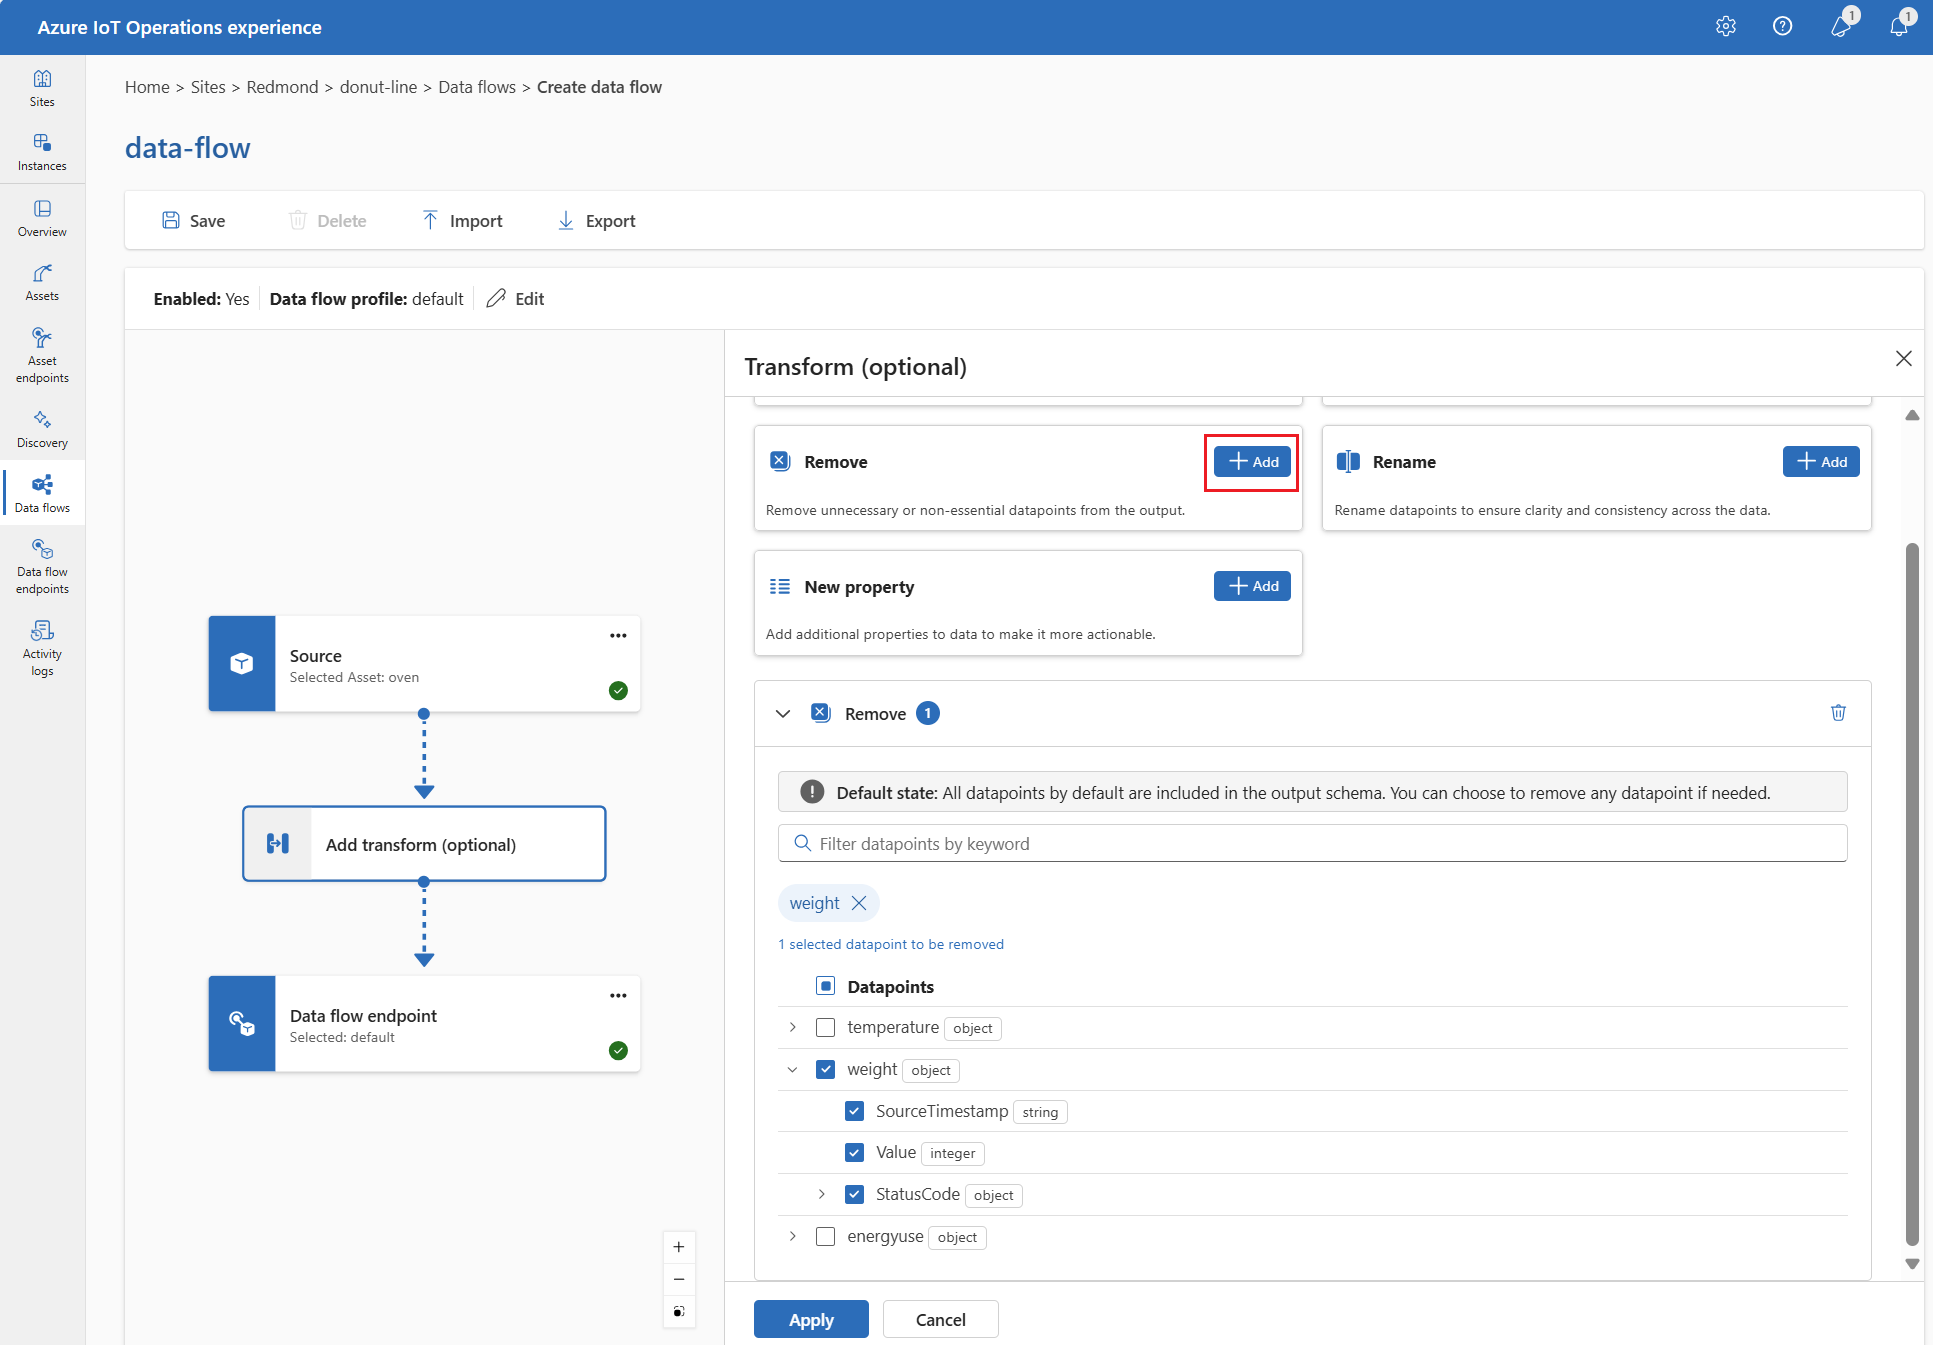 Azure IoT Operations experience
1
1
Sites
Instances
Overview
Assets
Asset
endpoints
Discovery
Data flows
Data flow
endpoints
Activity
logs
Home > Sites > Redmond > donut-line > Data flows > Create data flow
data-flow
Save
Delete
Import
Export
Enabled: Yes
Data flow profile: default
Edit
Source
Selected Asset: oven
Add transform (optional)
Data flow endpoint
Selected: default
Transform (optional)
Remove
Add
Remove unnecessary or non-essential datapoints from the output.
Rename
Add
Rename datapoints to ensure clarity and consistency across the data.
New property
Add
Add additional properties to data to make it more actionable.
Remove 1
Default state: All datapoints by default are included in the output schema. You can choose to remove any datapoint if needed.
Filter datapoints by keyword
weight
1 selected datapoint to be removed
Datapoints
temperature object
weight object
SourceTimestamp string
Value integer
StatusCode object
energyuse object
Apply
Cancel